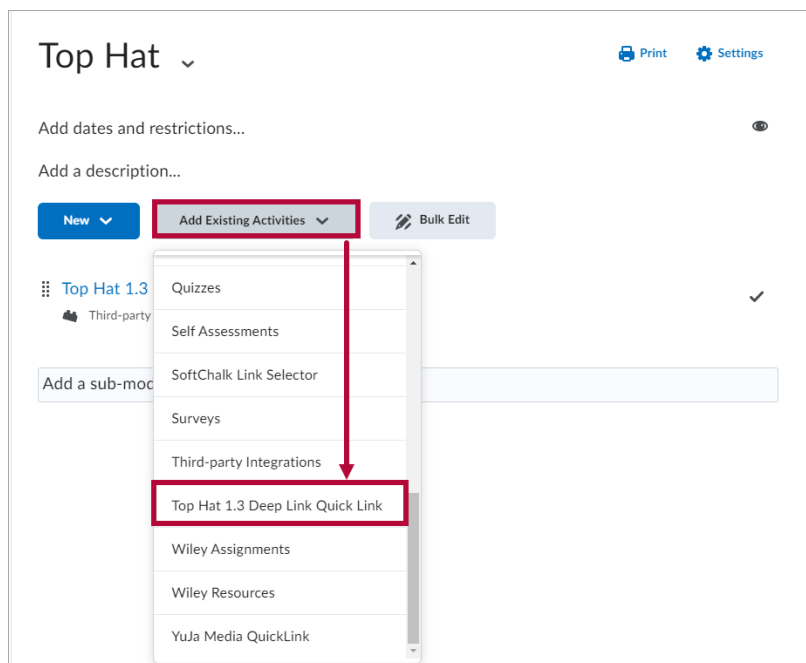 Top Hat
Print
Settings
Add dates and restrictions...
Add a description...
New
Add Existing Activities
Bulk Edit
Top Hat 1.3
Third-party
Quizzes
Self Assessments
SoftChalk Link Selector
Add a sub-mod
Surveys
Third-party Integrations
Top Hat 1.3 Deep Link Quick Link
Wiley Assignments
Wiley Resources
YuJa Media QuickLink